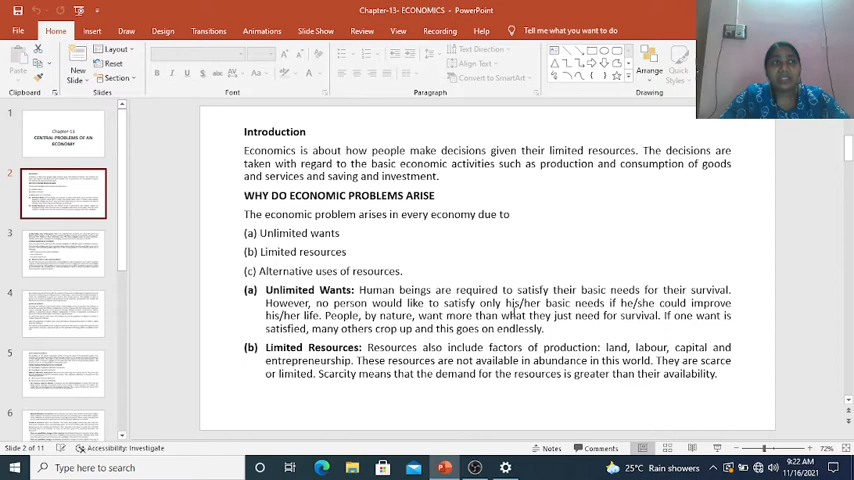 Chapter-13- ECONOMICS - PowerPoint
File Home Insert Draw Design Transitions Animations Slide Show Review View Recording Help Tell me what you want to do
Paste
Clipboard
New
Slide
Layout
Reset
Section
Slides
Font
Text Direction
Align Text
Convert to SmartArt
Paragraph
Arrange
Quick
Styles
Drawing
1
Chapter 13
CENTRAL PROBLEMS OF AN
ECONOMY
2
3
4
5
6
Introduction
Economics is about how people make decisions given their limited resources. The decisions are
taken with regard to the basic economic activities such as production and consumption of goods
and services and saving and investment.
WHY DO ECONOMIC PROBLEMS ARISE
The economic problem arises in every economy due to
(a) Unlimited wants
(b) Limited resources
(c) Alternative uses of resources.
(a) Unlimited Wants: Human beings are required to satisfy their basic needs for their survival.
However, no person would like to satisfy only his/her basic needs if he/she could improve
his/her life. People, by nature, want more than what they just need for survival. If one want is
satisfied, many others crop up and this goes on endlessly.
(b) Limited Resources: Resources also include factors of production: land, labour, capital and
entrepreneurship. These resources are not available in abundance in this world. They are scarce
or limited. Scarcity means that the demand for the resources is greater than their availability.
Slide 2 of 11 Accessibility: Investigate Notes Comments 72%
Type here to search 25°C Rain showers 9:22 AM
11/16/2021